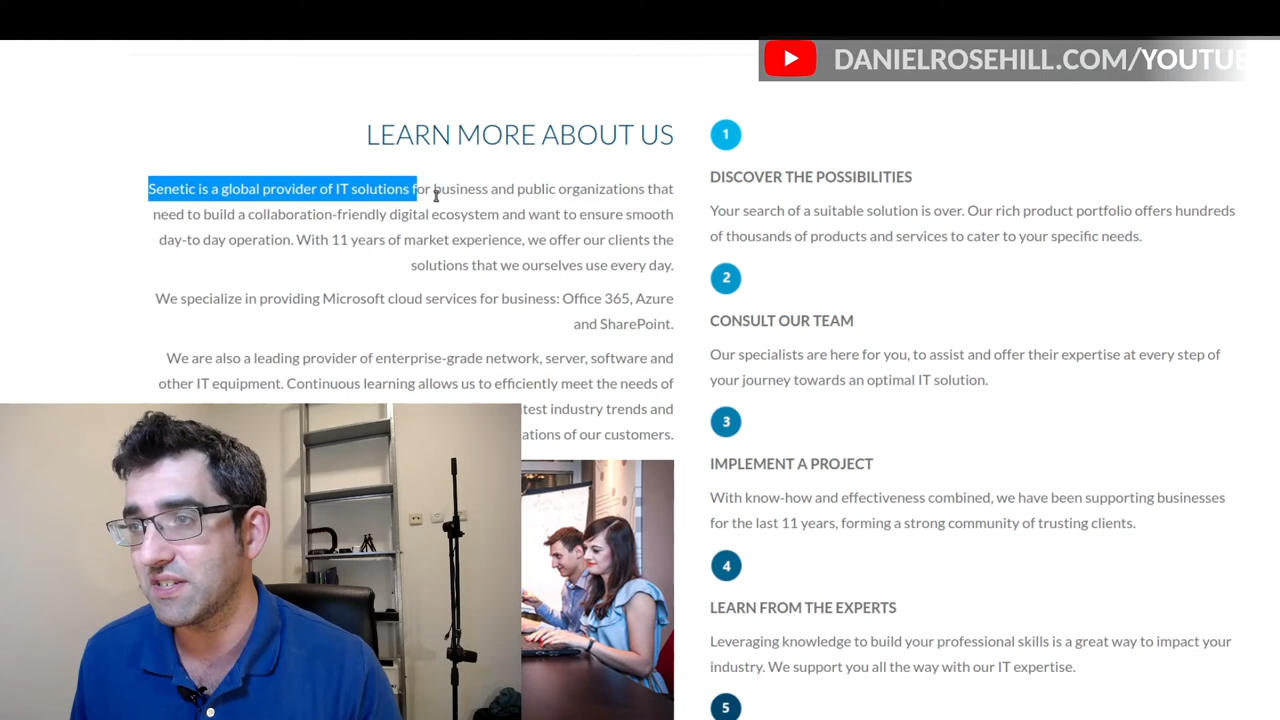 DANIELROSEHILL.COM/YOUTU
LEARN MORE ABOUT US
Senetic is a global provider of IT solutions for business and public organizations that
need to build a collaboration-friendly digital ecosystem and want to ensure smooth
day-to day operation. With 11 years of market experience, we offer our clients the
solutions that we ourselves use every day.
We specialize in providing Microsoft cloud services for business: Office 365, Azure
and SharePoint.
We are also a leading provider of enterprise-grade network, server, software and
other IT equipment. Continuous learning allows us to efficiently meet the needs of
test industry trends and
ations of our customers.
1
DISCOVER THE POSSIBILITIES
Your search of a suitable solution is over. Our rich product portfolio offers hundreds
of thousands of products and services to cater to your specific needs.
2
CONSULT OUR TEAM
Our specialists are here for you, to assist and offer their expertise at every step of
your journey towards an optimal IT solution.
3
IMPLEMENT A PROJECT
With know-how and effectiveness combined, we have been supporting businesses
for the last 11 years, forming a strong community of trusting clients.
4
LEARN FROM THE EXPERTS
Leveraging knowledge to build your professional skills is a great way to impact your
industry. We support you all the way with our IT expertise.
5